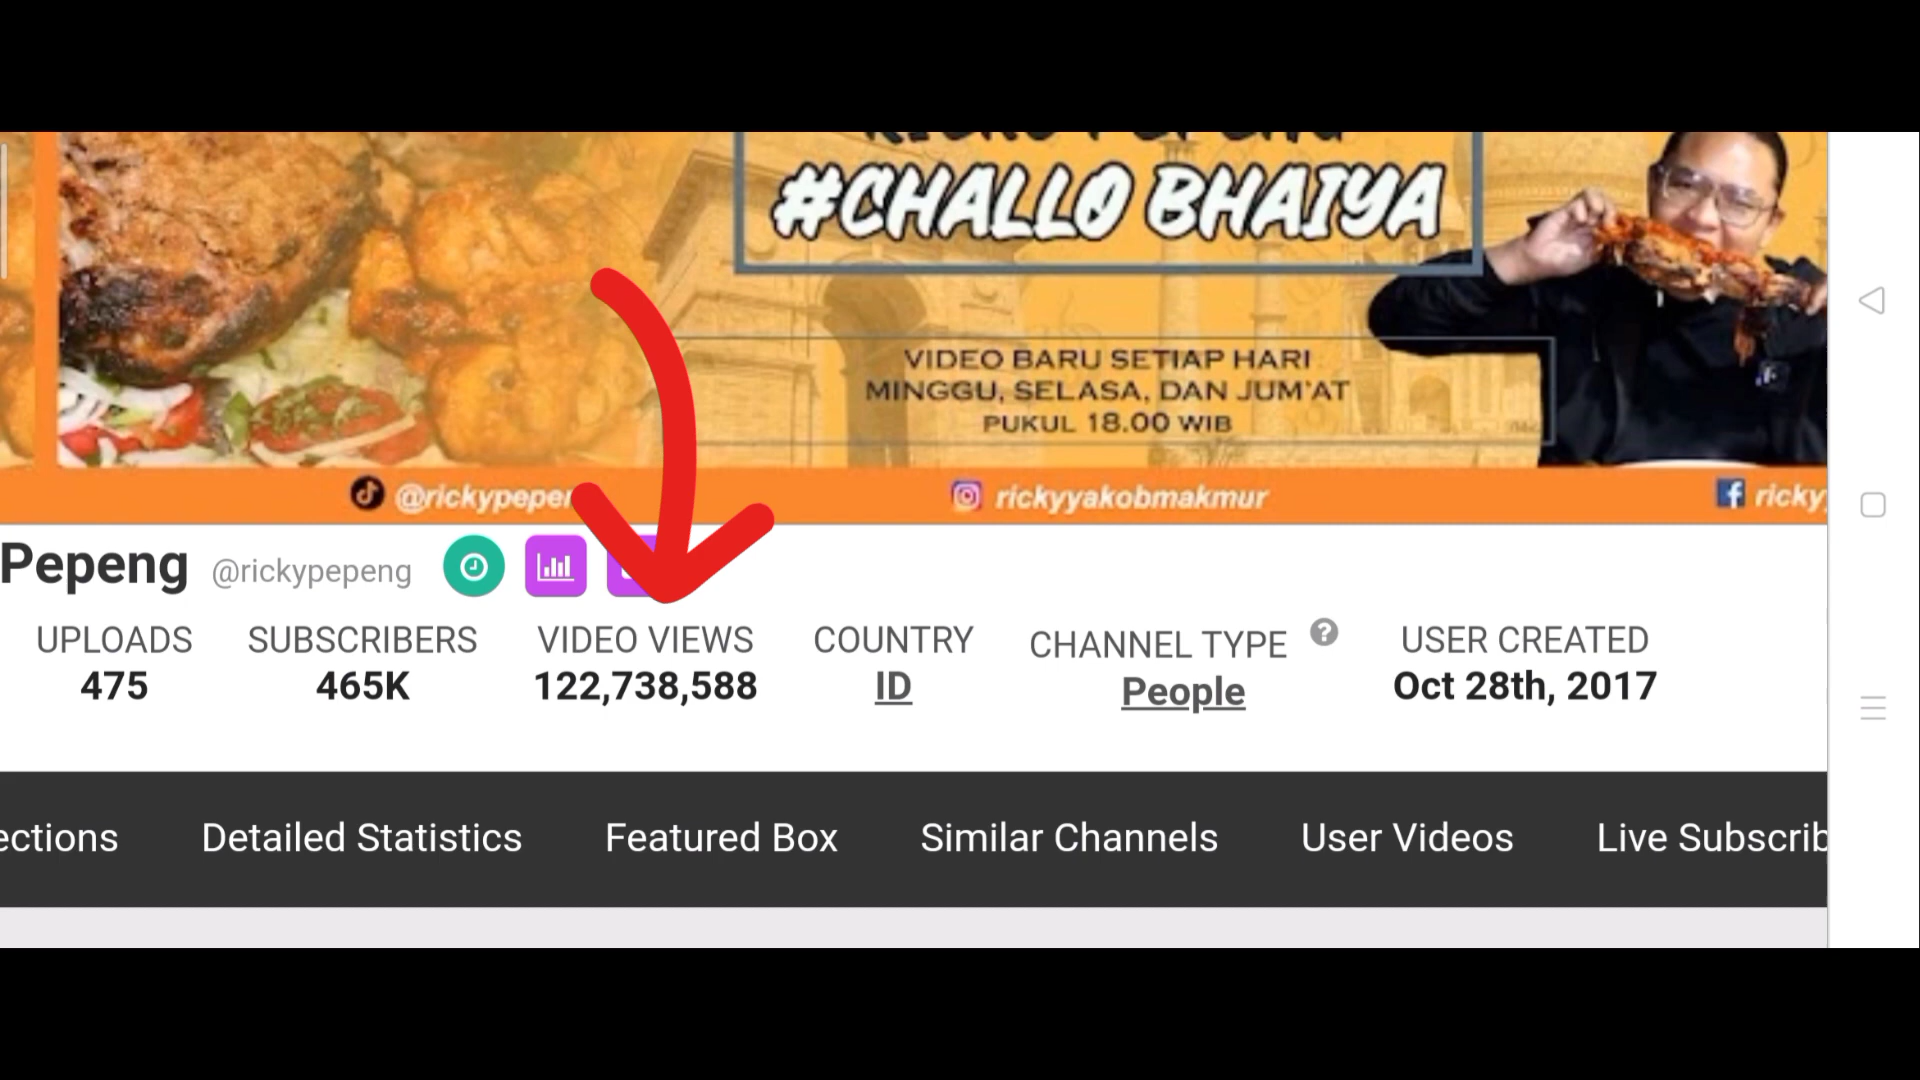 #CHALLO BHAIYA
VIDEO BARU SETIAP HARI
MINGGU, SELASA, DAN JUM'AT
PUKUL 18.00 WIB
@rickypepen
rickyyakobmakmur
ricky
Pepeng @rickypepeng
UPLOADS SUBSCRIBERS VIDEO VIEWS COUNTRY CHANNEL TYPE ? USER CREATED
475 465K 122,738,588 ID People Oct 28th, 2017
ections Detailed Statistics Featured Box Similar Channels User Videos Live Subscrib